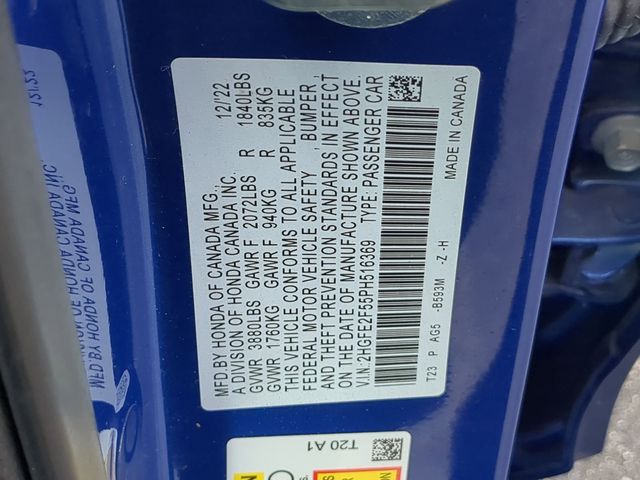 MFD.BY HONDA OF CANADA MFG., 12/'22
A DIVISION OF HONDA CANADA INC.
GVWR 3880LBS GAWR F 2072LBS R 1840LBS
GVWR 1760KG GAWR F 940KG R 835KG
THIS VEHICLE CONFORMS TO ALL APPLICABLE
FEDERAL MOTOR VEHICLE SAFETY , BUMPER ,
AND THEFT PREVENTION STANDARDS IN EFFECT
ON THE DATE OF MANUFACTURE SHOWN ABOVE.
V.I.N: 2HGFE2F55PH516369 TYPE: PASSENGER CAR
T23 P AG5 -B593M -Z -H MADE IN CANADA
T20 A1